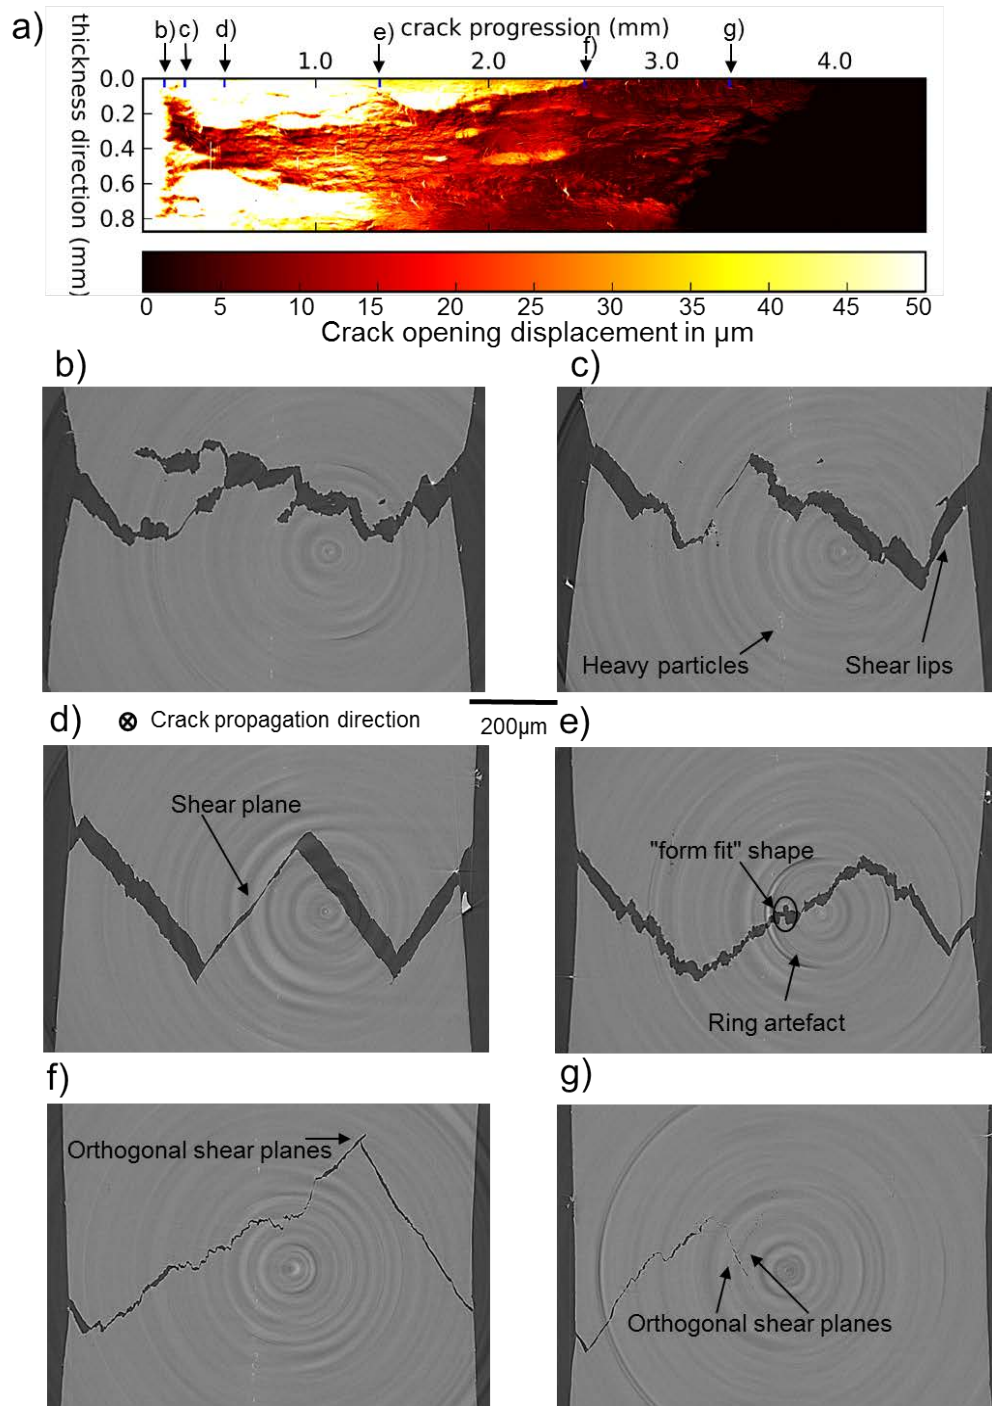 a)
b) c) d) e) crack progression (mm) f) g)
1.0 2.0 3.0 4.0
thickness direction (mm)
0.0
0.2
0.4
0.6
0.8
0 5 10 15 20 25 30 35 40 45 50
Crack opening displacement in µm
b)
c)
Heavy particles
Shear lips
d)
⊗ Crack propagation direction
200µm
e)
Shear plane
"form fit" shape
Ring artefact
f)
g)
Orthogonal shear planes
Orthogonal shear planes